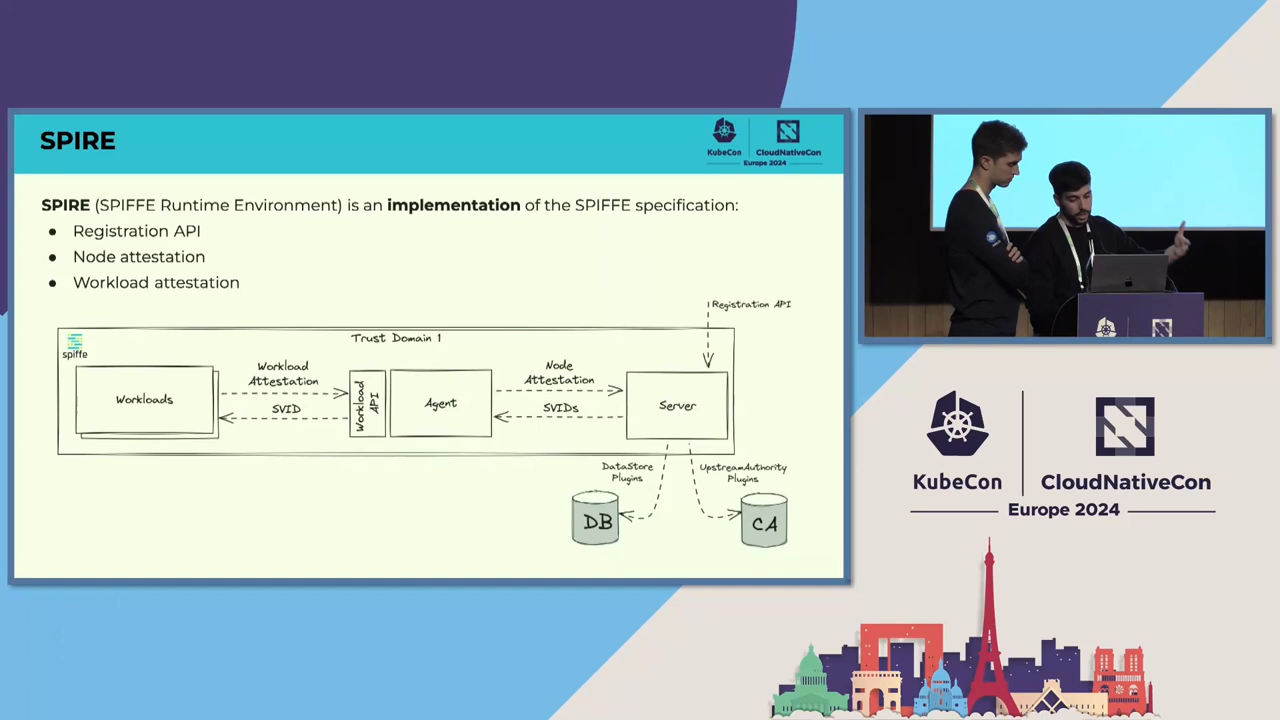 SPIRE
KubeCon
CloudNativeCon
Europe 2024
SPIRE (SPIFFE Runtime Environment) is an implementation of the SPIFFE specification:
● Registration API
● Node attestation
● Workload attestation
Registration API
spiffe
Trust Domain 1
Workloads
Workload
Attestation
SVID
Workload
API
Agent
Node
Attestation
SVIDs
Server
DataStore
Plugins
UpstreamAuthority
Plugins
DB
CA
KubeCon
CloudNativeCon
Europe 2024